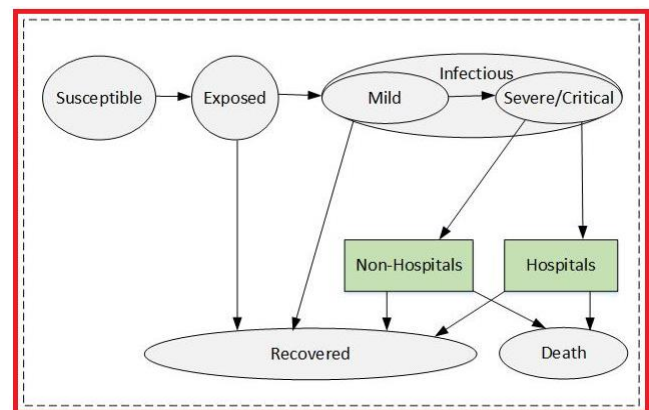 Infectious
Susceptible
Exposed
Mild
Severe/Critical
Non-Hospitals
Hospitals
Recovered
Death